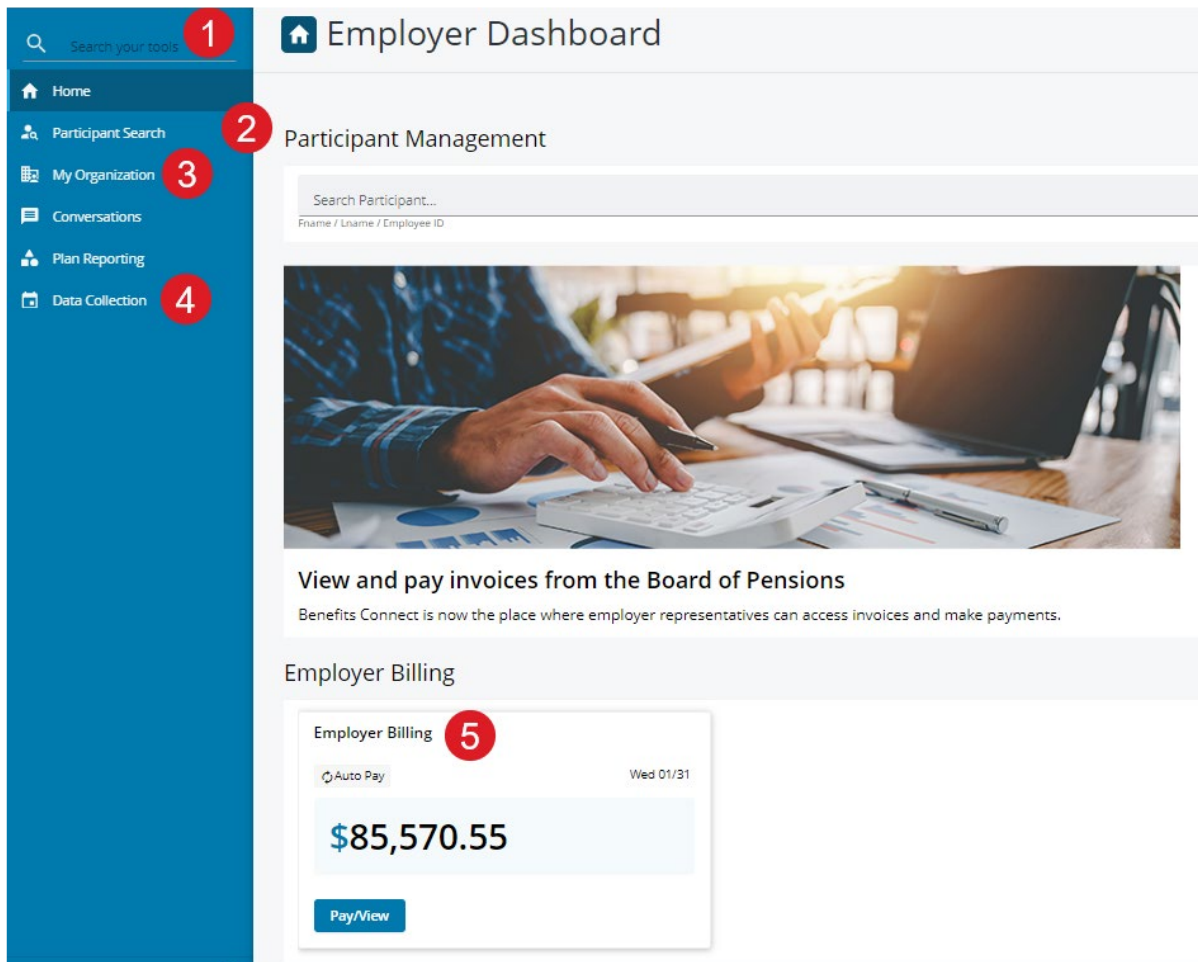 Search your tools
1
Home
Participant Search
2
My Organization
3
Conversations
Plan Reporting
Data Collection
4
Employer Dashboard
Participant Management
Search Participant...
Fname / Lname / Employee ID
View and pay invoices from the Board of Pensions
Benefits Connect is now the place where employer representatives can access invoices and make payments.
Employer Billing
Employer Billing
5
Auto Pay
Wed 01/31
$85,570.55
Pay/View